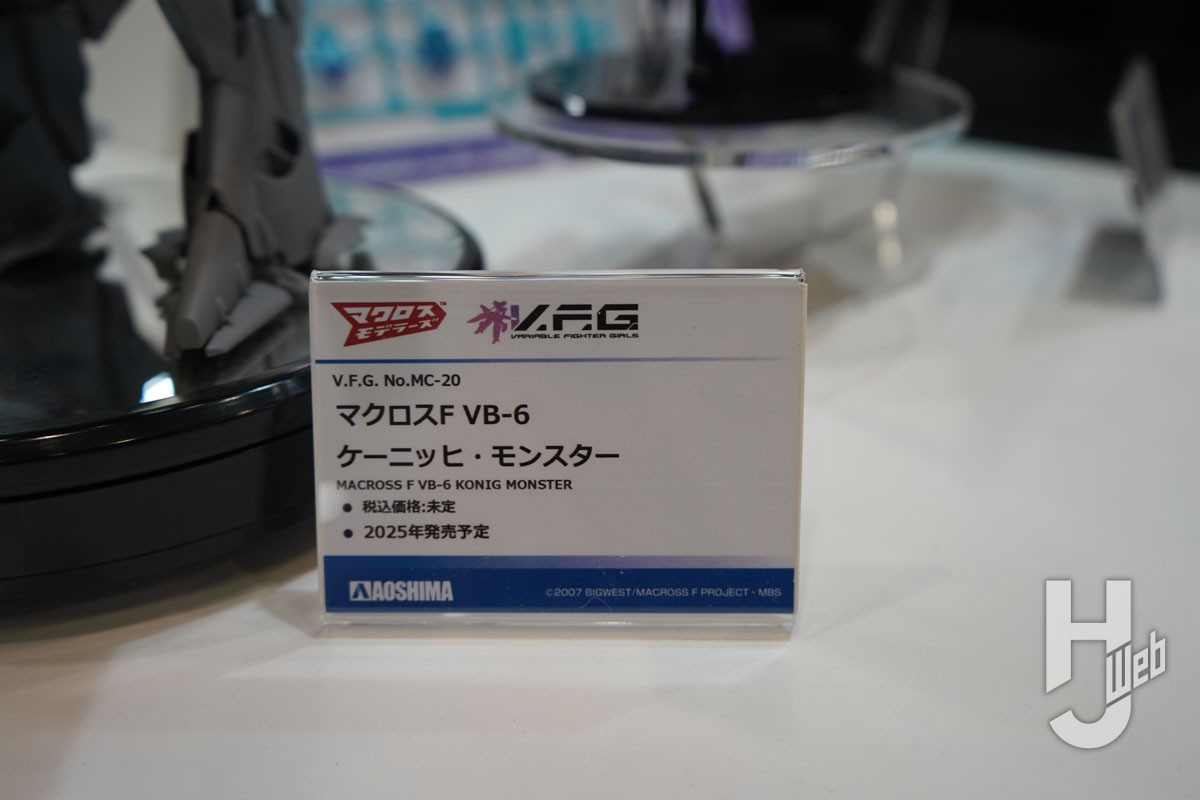 マクロス
モデラーズ
V.F.G.
VARIABLE FIGHTER GIRLS
V.F.G. No.MC-20
マクロスF VB-6
ケーニッヒ・モンスター
MACROSS F VB-6 KONIG MONSTER
● 税込価格:未定
● 2025年発売予定
AOSHIMA
©2007 BIGWEST/MACROSS F PROJECT・MBS
HJ Web